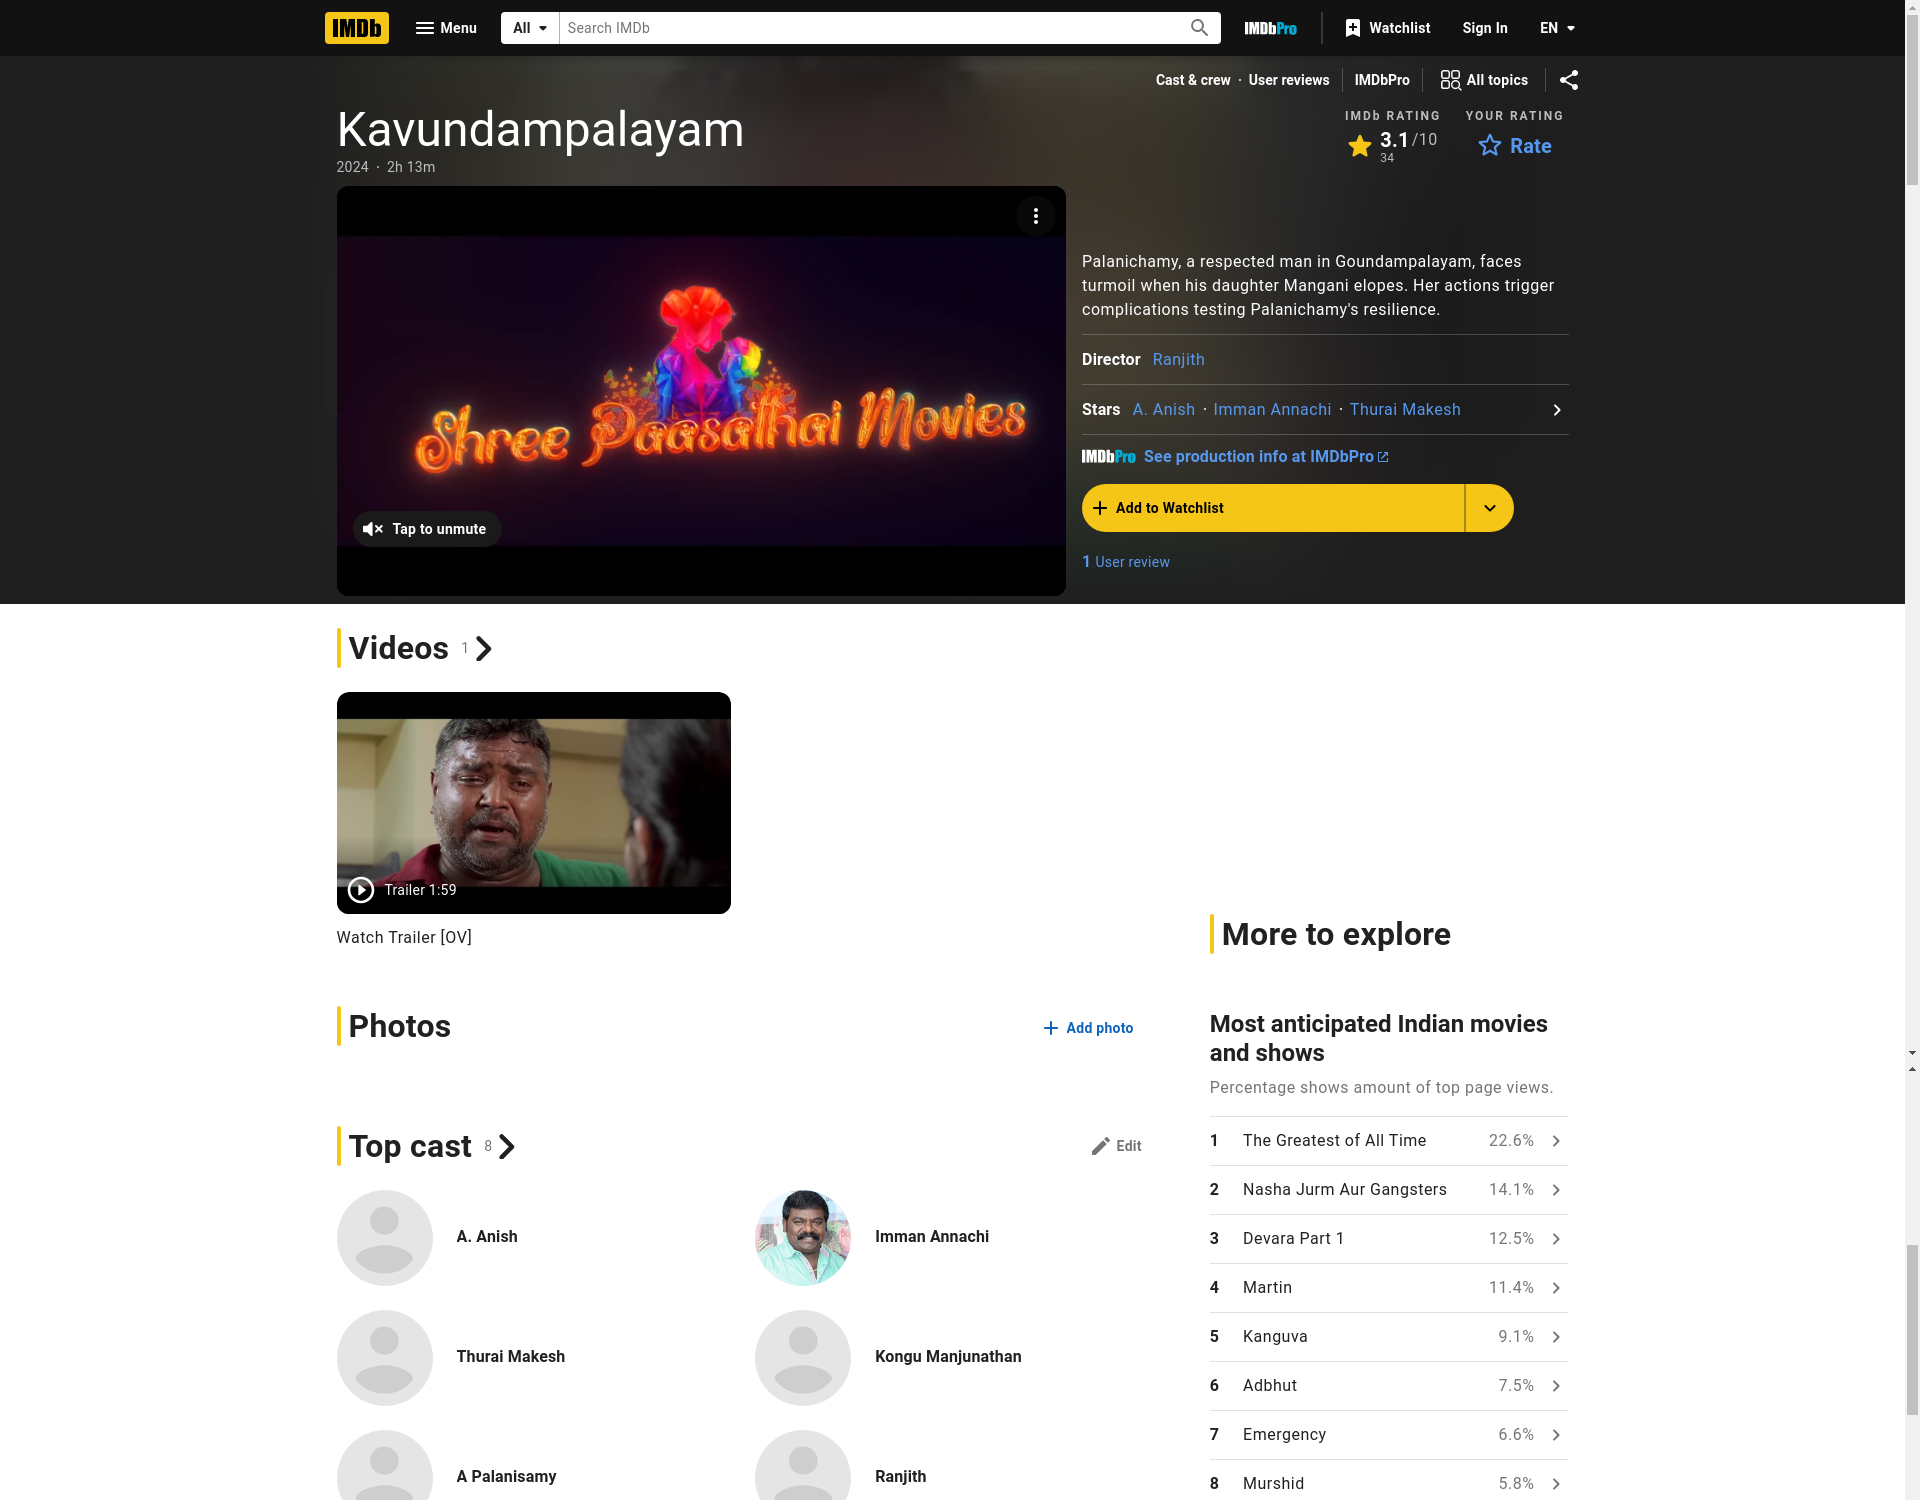 IMDb
Menu
All
Search IMDb
IMDbPro
Watchlist
Sign In
EN
Cast & crew · User reviews
IMDbPro
All topics
Kavundampalayam
2024 · 2h 13m
IMDb RATING
3.1/10
34
YOUR RATING
Rate
Shree Paasathai Movies
Tap to unmute
Palanichamy, a respected man in Goundampalayam, faces
turmoil when his daughter Mangani elopes. Her actions trigger
complications testing Palanichamy's resilience.
Director Ranjith
Stars A. Anish · Imman Annachi · Thurai Makesh
IMDbPro See production info at IMDbPro
Add to Watchlist
1 User review
Videos 1
Trailer 1:59
Watch Trailer [OV]
Photos
Add photo
Top cast 8
Edit
A. Anish
Imman Annachi
Thurai Makesh
Kongu Manjunathan
A Palanisamy
Ranjith
More to explore
Most anticipated Indian movies
and shows
Percentage shows amount of top page views.
1 The Greatest of All Time 22.6%
2 Nasha Jurm Aur Gangsters 14.1%
3 Devara Part 1 12.5%
4 Martin 11.4%
5 Kanguva 9.1%
6 Adbhut 7.5%
7 Emergency 6.6%
8 Murshid 5.8%